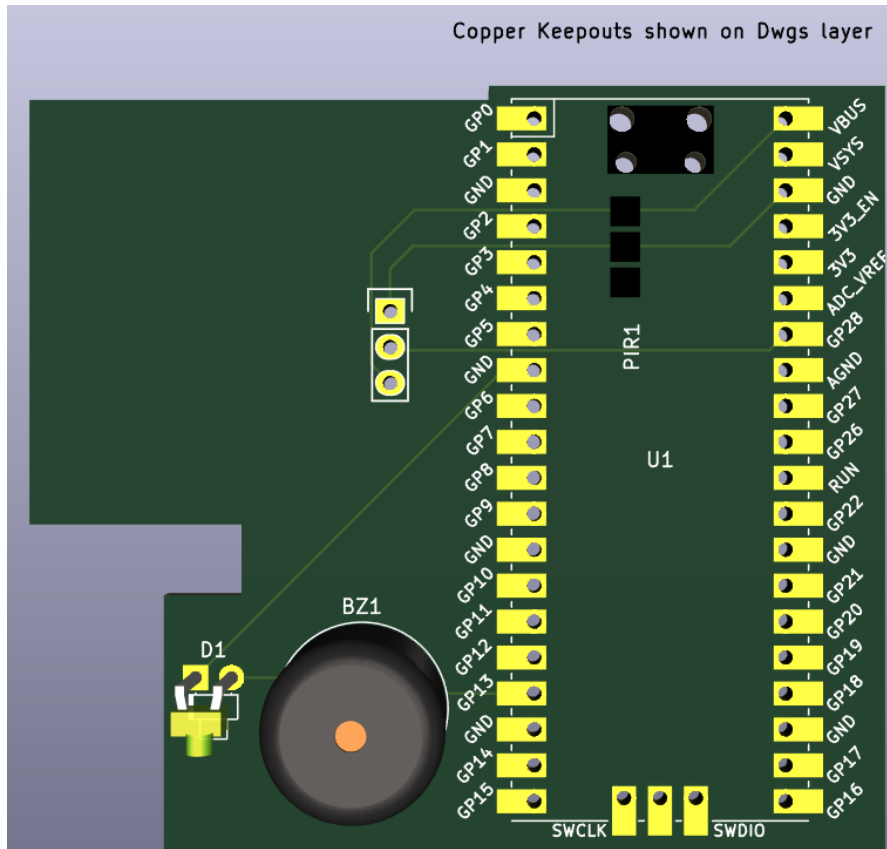 Copper Keepouts shown on Dwgs layer
GP0
GP1
GND
GP2
GP3
GP4
GP5
GND
GP6
GP7
GP8
GP9
GND
GP10
GP11
GP12
GP13
GND
GP14
GP15
VBUS
VSYS
GND
3V3_EN
3V3
ADC_VREF
GP28
AGND
GP27
GP26
RUN
GP22
GND
GP21
GP20
GP19
GP18
GND
GP17
GP16
PIR1
U1
BZ1
D1
SWCLK
SWDIO